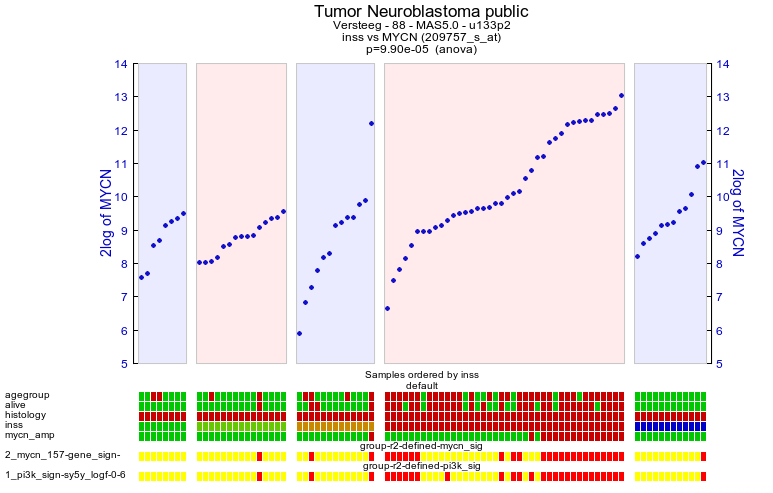 Tumor Neuroblastoma public
Versteeg - 88 - MAS5.0 - u133p2
inss vs MYCN (209757_s_at)
p=9.90e-05 (anova)
14 14
13 13
12 12
11 11
10 10
9 9
8 8
7 7
6 6
5 5
2log of MYCN
2log of MYCN
Samples ordered by inss
default
agegroup
alive
histology
inss
mycn_amp
group-r2-defined-mycn_sig
2_mycn_157-gene_sign-
group-r2-defined-pi3k_sig
1_pi3k_sign-sy5y_logf-0-6